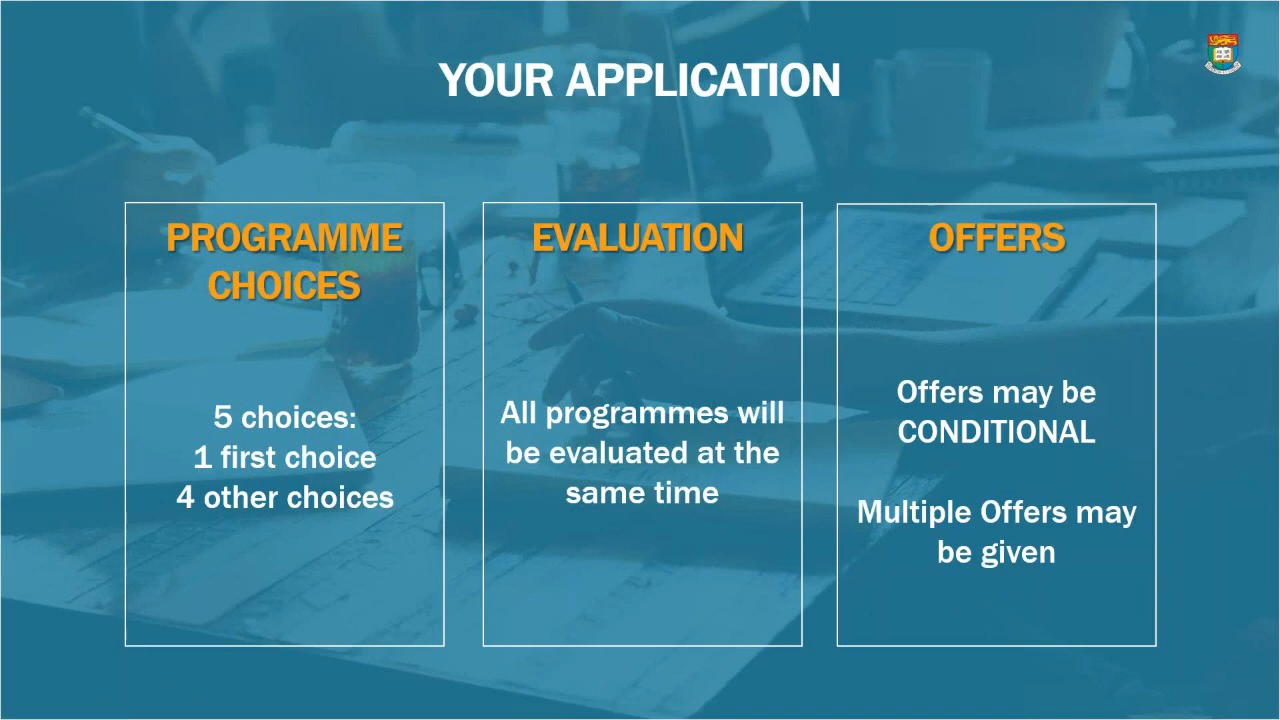 YOUR APPLICATION
PROGRAMME
CHOICES
5 choices:
1 first choice
4 other choices
EVALUATION
All programmes will
be evaluated at the
same time
OFFERS
Offers may be
CONDITIONAL
Multiple Offers may
be given